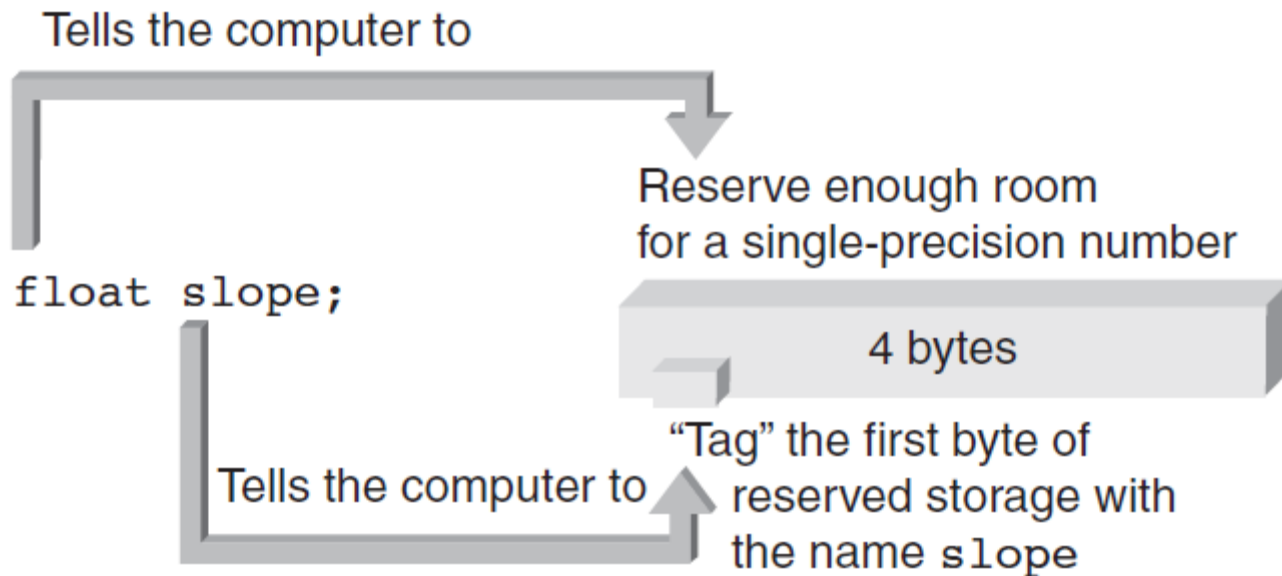 Tells the computer to
Reserve enough room
for a single-precision number
float slope;
4 bytes
“Tag” the first byte of
reserved storage with
the name slope
Tells the computer to